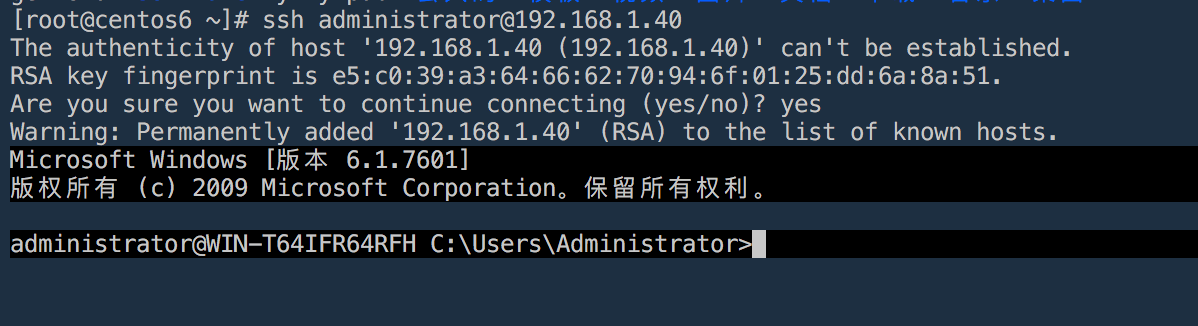 [root@centos6 ~]# ssh administrator@192.168.1.40
The authenticity of host '192.168.1.40 (192.168.1.40)' can't be established.
RSA key fingerprint is e5:c0:39:a3:64:66:62:70:94:6f:01:25:dd:6a:8a:51.
Are you sure you want to continue connecting (yes/no)? yes
Warning: Permanently added '192.168.1.40' (RSA) to the list of known hosts.
Microsoft Windows [版本 6.1.7601]
版权所有 (c) 2009 Microsoft Corporation。保留所有权利。
administrator@WIN-T64IFR64RFH C:\Users\Administrator>